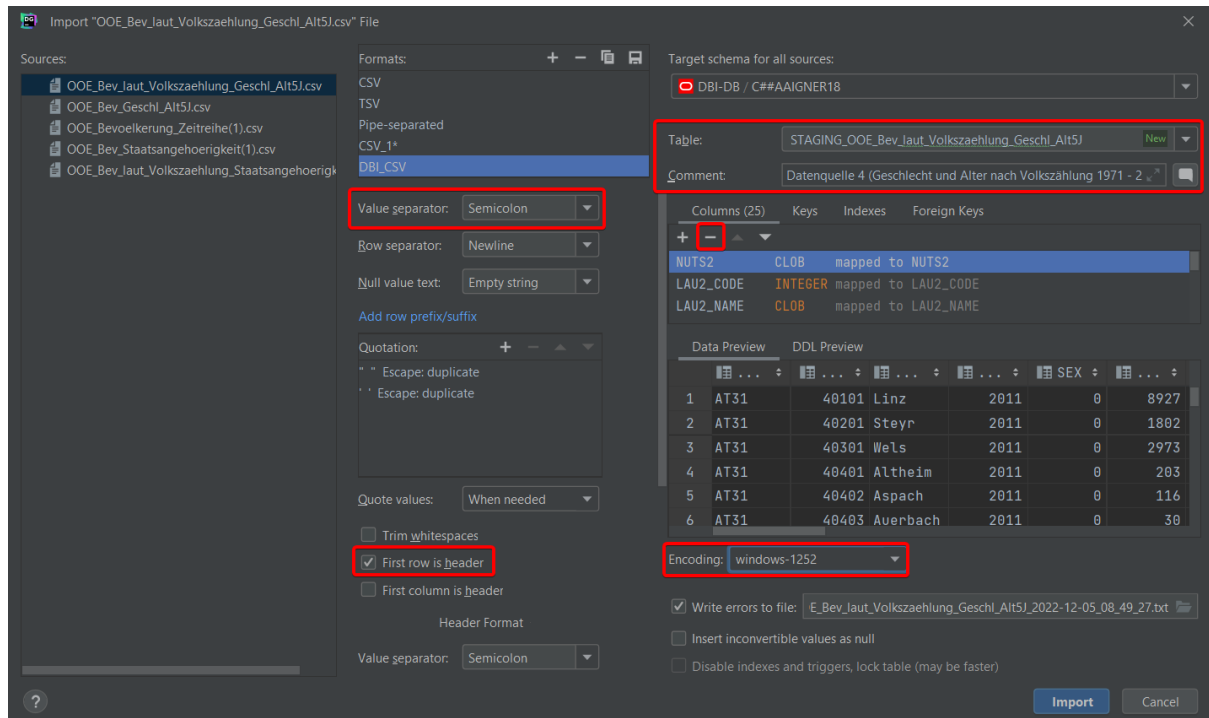 DG
Import "OOE_Bev_laut_Volkszaehlung_Geschl_Alt5J.csv" File
Sources:
OOE_Bev_laut_Volkszaehlung_Geschl_Alt5J.csv
OOE_Bev_Geschl_Alt5J.csv
OOE_Bevoelkerung_Zeitreihe(1).csv
OOE_Bev_Staatsangehoerigkeit(1).csv
OOE_Bev_laut_Volkszaehlung_Staatsangehoerigk
Formats:
CSV
TSV
Pipe-separated
CSV_1*
DBI_CSV
Value separator: Semicolon
Row separator: Newline
Null value text: Empty string
Add row prefix/suffix
Quotation:
" " Escape: duplicate
' ' Escape: duplicate
Quote values: When needed
Trim whitespaces
First row is header
First column is header
Header Format
Value separator: Semicolon
Target schema for all sources:
DBI-DB / C##AAIGNER18
Table: STAGING_OOE_Bev_laut_Volkszaehlung_Geschl_Alt5J New
Comment: Datenquelle 4 (Geschlecht und Alter nach Volkszählung 1971 - 2
Columns (25) Keys Indexes Foreign Keys
NUTS2 CLOB mapped to NUTS2
LAU2_CODE INTEGER mapped to LAU2_CODE
LAU2_NAME CLOB mapped to LAU2_NAME
Data Preview DDL Preview
... ... ... ... SEX ...
1 AT31 40101 Linz 2011 0 8927
2 AT31 40201 Steyr 2011 0 1802
3 AT31 40301 Wels 2011 0 2973
4 AT31 40401 Altheim 2011 0 203
5 AT31 40402 Aspach 2011 0 116
6 AT31 40403 Auerbach 2011 0 30
Encoding: windows-1252
Write errors to file: E_Bev_laut_Volkszaehlung_Geschl_Alt5J_2022-12-05_08_49_27.txt
Insert inconvertible values as null
Disable indexes and triggers, lock table (may be faster)
?
Import Cancel